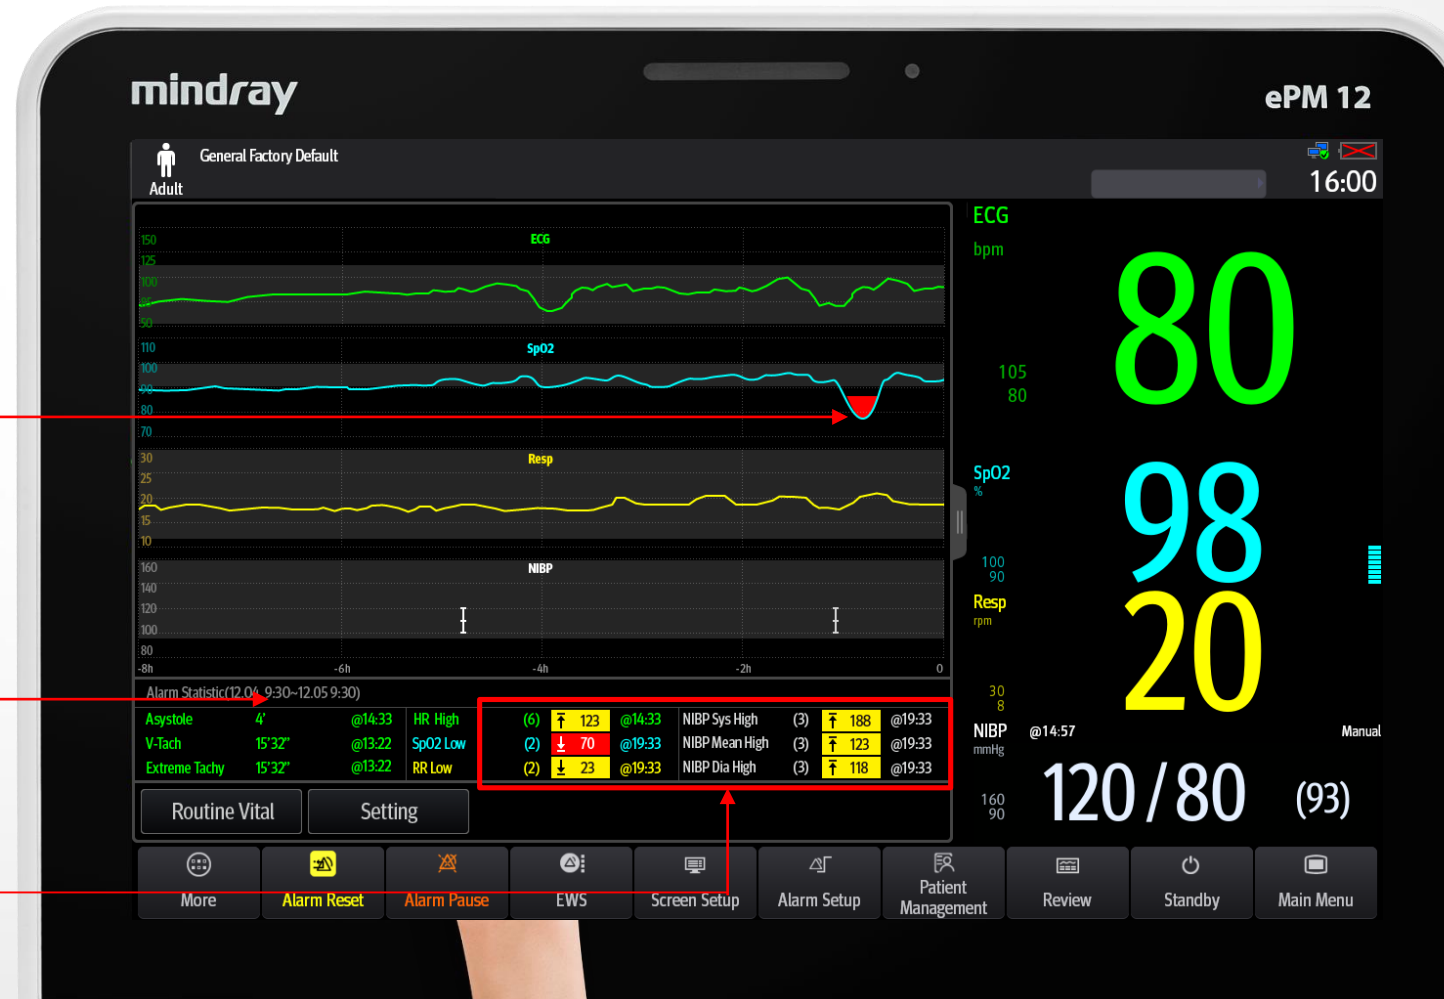 mindray
ePM 12
General Factory Default
Adult
16:00
ECG
150
125
100
50
SpO2
110
100
90
80
70
Resp
30
25
20
15
10
NIBP
160
140
120
100
80
-8h -6h -4h -2h 0
Alarm Statistic(12.04 9:30~12.05 9:30)
Asystole 4' @14:33 HR High (6) 123 @14:33 NIBP Sys High (3) 188 @19:33
V-Tach 15'32" @13:22 SpO2 Low (2) 70 @19:33 NIBP Mean High (3) 123 @19:33
Extreme Tachy 15'32" @13:22 RR Low (2) 23 @19:33 NIBP Dia High (3) 118 @19:33
Routine Vital Setting
ECG
bpm
80
105
80
SpO2
%
98
100
90
Resp
rpm
20
30
8
NIBP @14:57 Manual
mmHg
120/80 (93)
160
90
More
Alarm Reset
Alarm Pause
EWS
Screen Setup
Alarm Setup
Patient
Management
Review
Standby
Main Menu